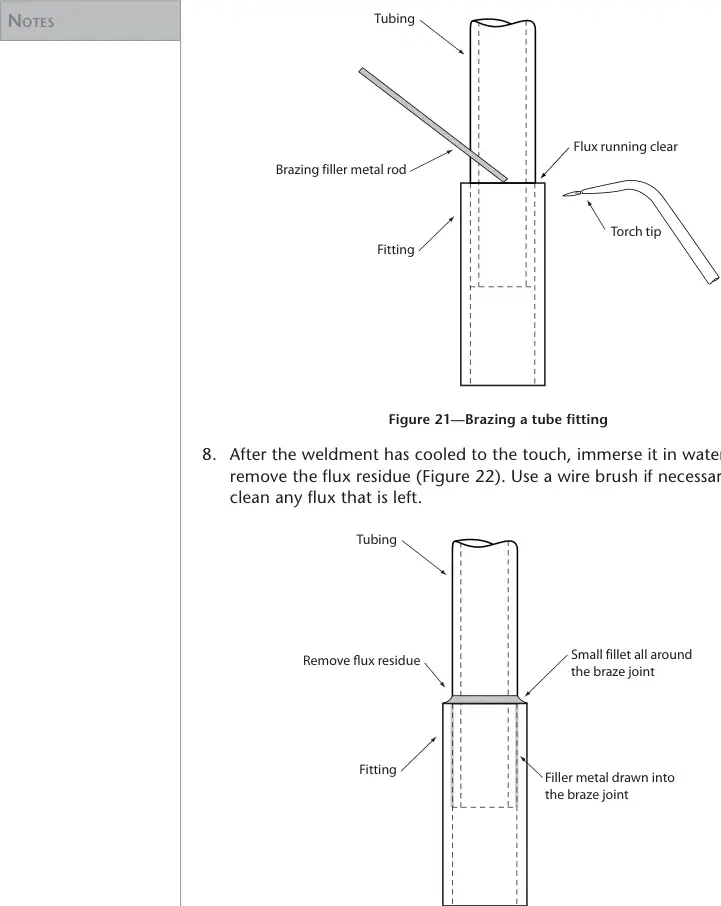 NOTES
Tubing
Flux running clear
Brazing filler metal rod
Torch tip
Fitting
Figure 21—Brazing a tube fitting
8. After the weldment has cooled to the touch, immerse it in water
remove the flux residue (Figure 22). Use a wire brush if necessar
clean any flux that is left.
Tubing
Remove flux residue
Small fillet all around
the braze joint
Fitting
Filler metal drawn into
the braze joint